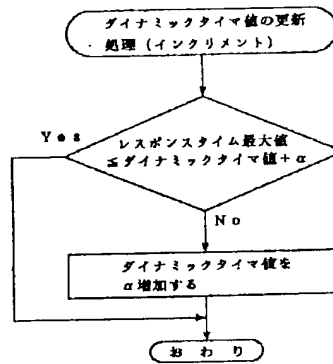 ダイナミックタイマ値の更新
処理（インクリメント）
Yes
レスポンスタイム最大値
≦ダイナミックタイマ値＋α
No
ダイナミックタイマ値を
α増加する
おわり